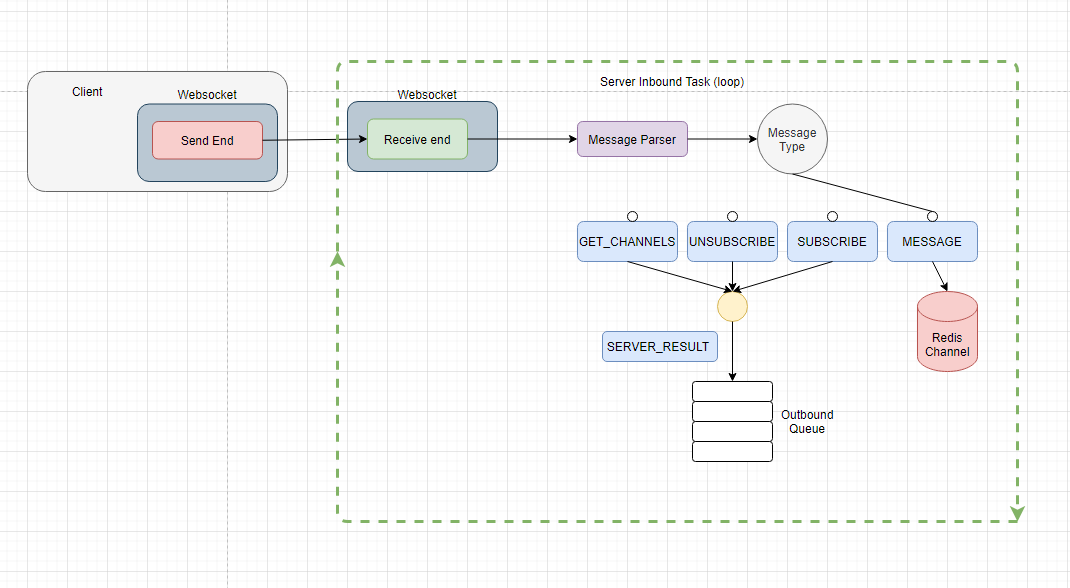 Server Inbound Task (loop)
Client
Websocket
Websocket
Send End
Receive end
Message Parser
Message
Type
GET_CHANNELS
UNSUBSCRIBE
SUBSCRIBE
MESSAGE
SERVER_RESULT
Redis
Channel
Outbound
Queue